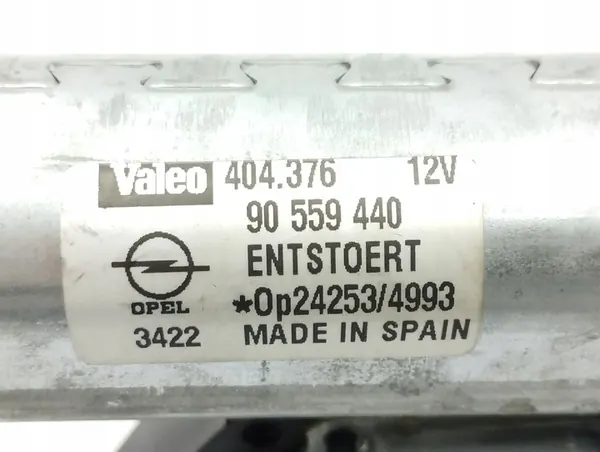 Valeo 404.376 12V
90 559 440
ENTSTOERT
OPEL *Op24253/4993
3422 MADE IN SPAIN